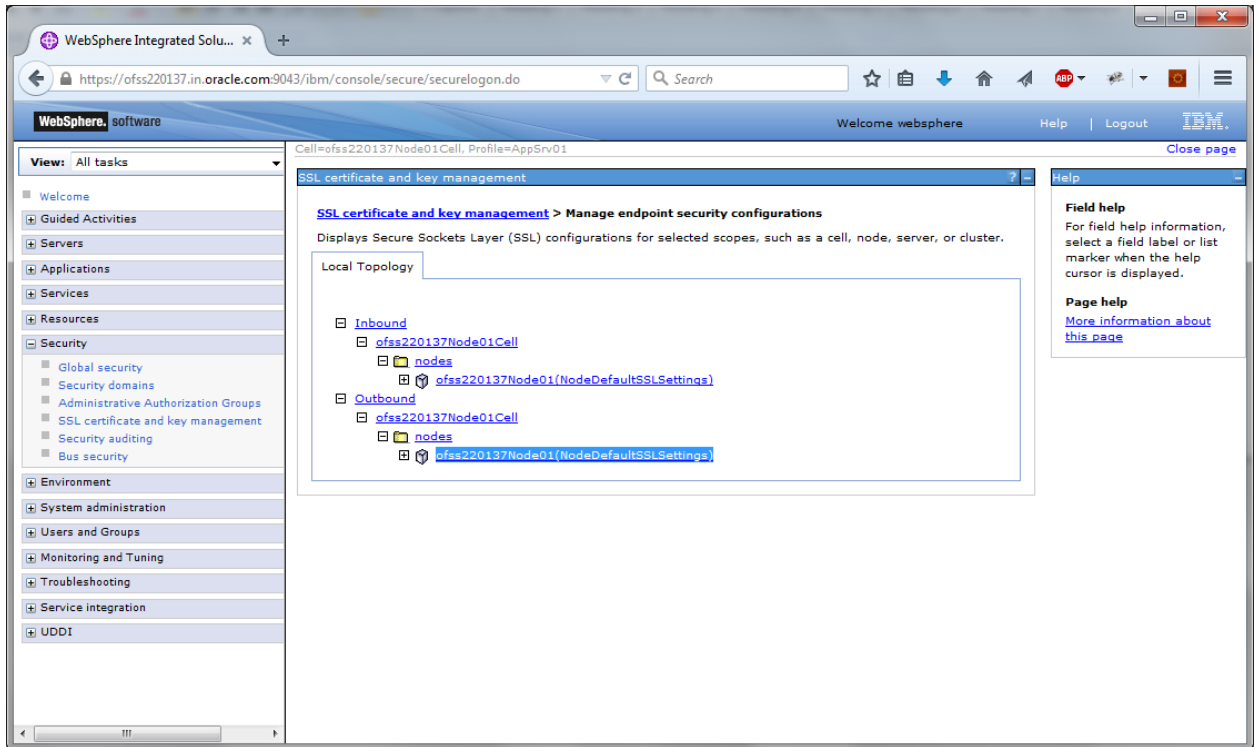 WebSphere Integrated Solu...
https://ofss220137.in.oracle.com:9043/ibm/console/secure/securelogon.do
Search
ABP
WebSphere. software
Welcome websphere
Help | Logout
IBM.
View: All tasks
Welcome
Guided Activities
Servers
Applications
Services
Resources
Security
Global security
Security domains
Administrative Authorization Groups
SSL certificate and key management
Security auditing
Bus security
Environment
System administration
Users and Groups
Monitoring and Tuning
Troubleshooting
Service integration
UDDI
Cell=ofss220137Node01Cell, Profile=AppSrv01
Close page
SSL certificate and key management
SSL certificate and key management > Manage endpoint security configurations
Displays Secure Sockets Layer (SSL) configurations for selected scopes, such as a cell, node, server, or cluster.
Local Topology
Inbound
ofss220137Node01Cell
nodes
ofss220137Node01(NodeDefaultSSLSettings)
Outbound
ofss220137Node01Cell
nodes
ofss220137Node01(NodeDefaultSSLSettings)
Help
Field help
For field help information,
select a field label or list
marker when the help
cursor is displayed.
Page help
More information about
this page